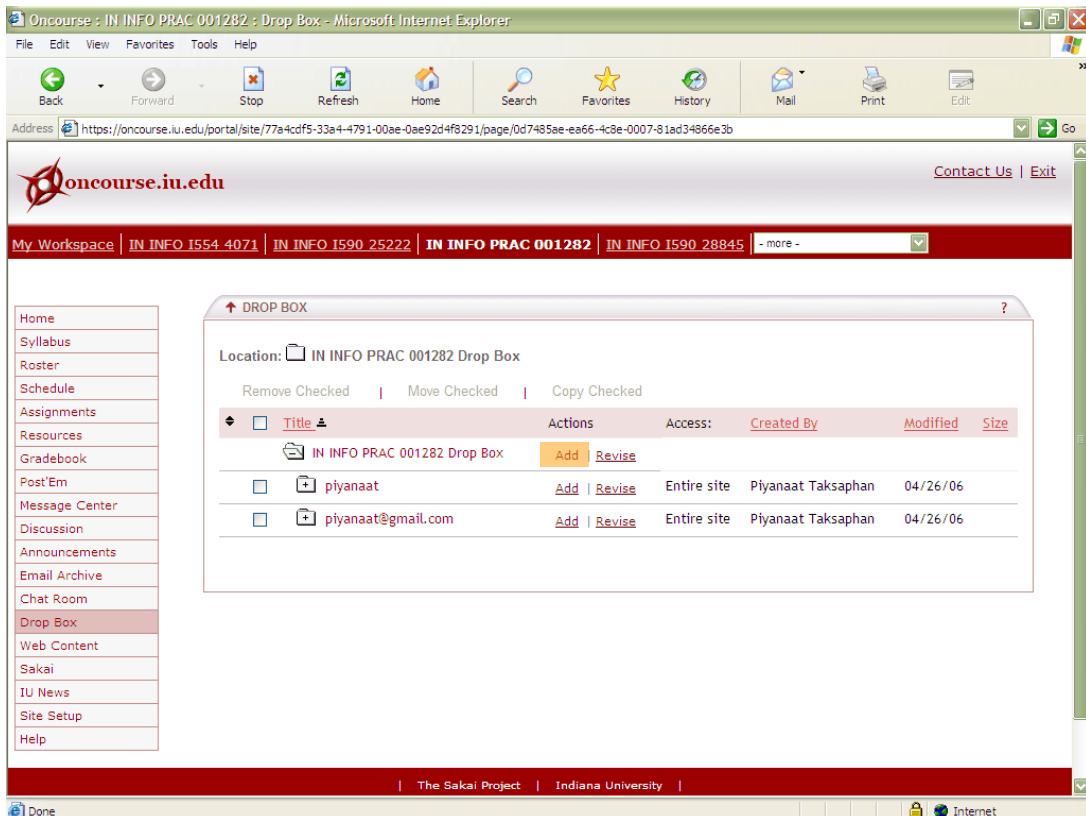 Oncourse : IN INFO PRAC 001282 : Drop Box - Microsoft Internet Explorer
File Edit View Favorites Tools Help
Back Forward Stop Refresh Home Search Favorites History Mail Print Edit »
Address https://oncourse.iu.edu/portal/site/77a4cdf5-33a4-4791-00ae-0ae92d4f8291/page/0d7485ae-ea66-4c8e-0007-81ad34866e3b Go
Contact Us | Exit
oncourse.iu.edu
My Workspace | IN INFO I554 4071 | IN INFO I590 25222 | IN INFO PRAC 001282 | IN INFO I590 28845 | - more -
Home
Syllabus
Roster
Schedule
Assignments
Resources
Gradebook
Post'Em
Message Center
Discussion
Announcements
Email Archive
Chat Room
Drop Box
Web Content
Sakai
IU News
Site Setup
Help
DROP BOX ?
Location: IN INFO PRAC 001282 Drop Box
Remove Checked | Move Checked | Copy Checked
Title Actions Access: Created By Modified Size
IN INFO PRAC 001282 Drop Box Add | Revise
piyanaat Add | Revise Entire site Piyanaat Taksaphan 04/26/06
piyanaat@gmail.com Add | Revise Entire site Piyanaat Taksaphan 04/26/06
| The Sakai Project | Indiana University |
Done Internet